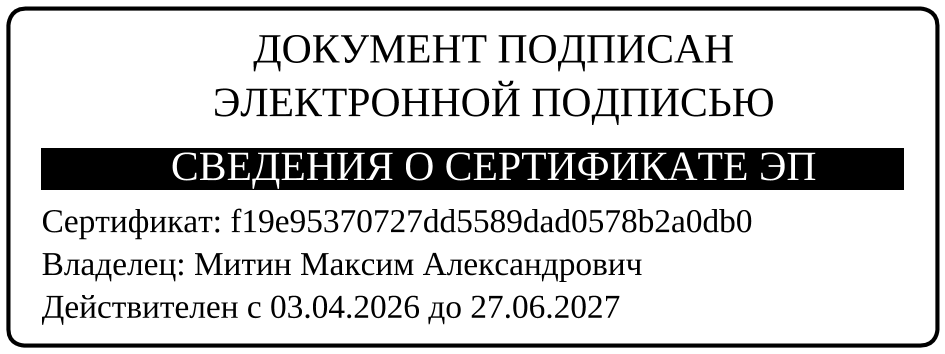 ДОКУМЕНТ ПОДПИСАН
ЭЛЕКТРОННОЙ ПОДПИСЬЮ
СВЕДЕНИЯ О СЕРТИФИКАТЕ ЭП
Сертификат: f19e95370727dd5589dad0578b2a0db0
Владелец: Митин Максим Александрович
Действителен с 03.04.2026 до 27.06.2027